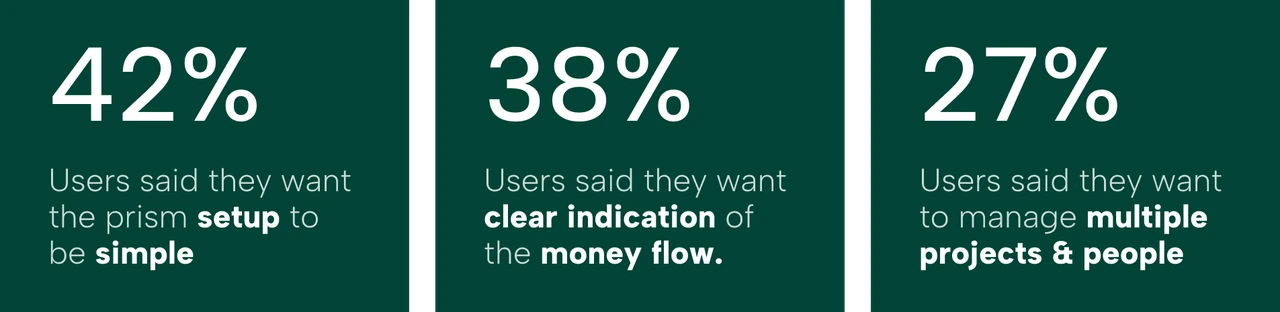 42%
Users said they want
the prism setup to
be simple
38%
Users said they want
clear indication of
the money flow.
27%
Users said they want
to manage multiple
projects & people